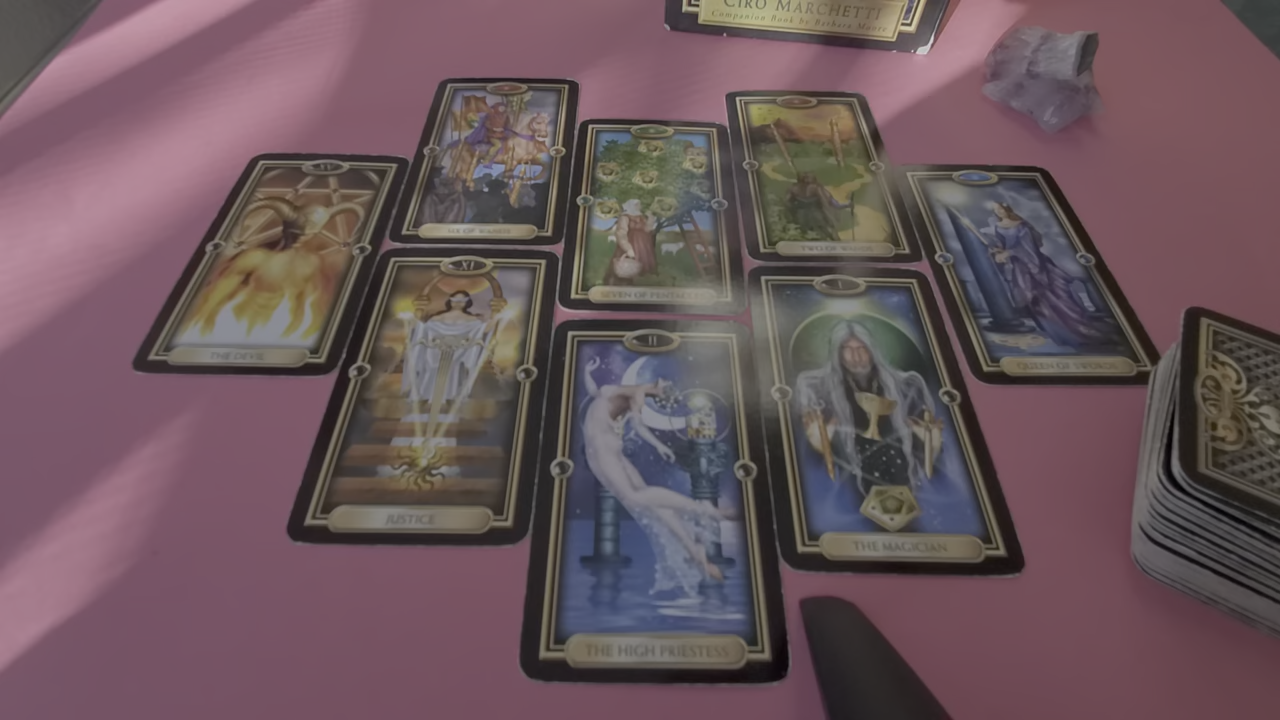 CIRO MARCHETTI
Companion Book by Barbara Moore
SIX OF WANDS
XV
SEVEN OF PENTACLES
TWO OF WANDS
THE DEVIL
XI
I
QUEEN OF SWORDS
JUSTICE
II
THE MAGICIAN
THE HIGH PRIESTESS